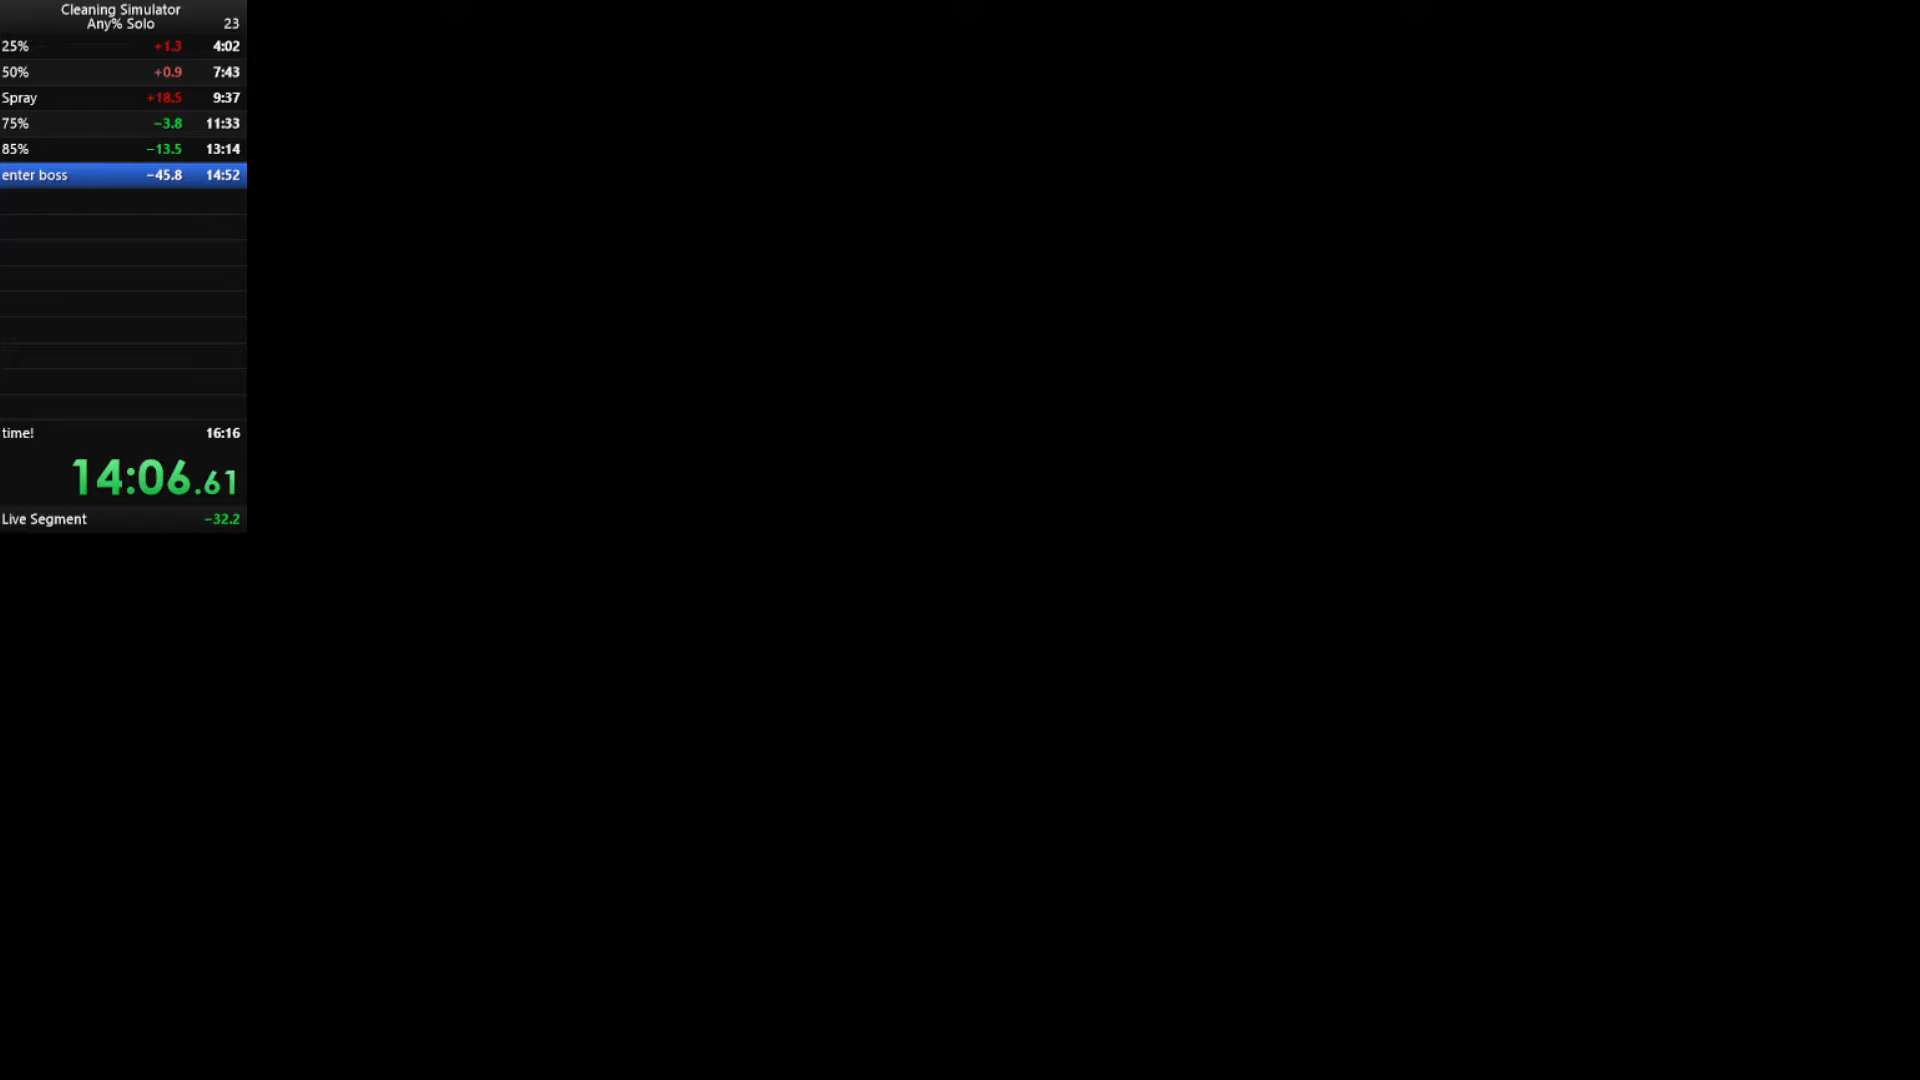 Cleaning Simulator
Any% Solo 23
25% +1.3 4:02
50% +0.9 7:43
Spray +18.5 9:37
75% −3.8 11:33
85% −13.5 13:14
enter boss −45.8 14:52
time! 16:16
14:06.61
Live Segment −32.2